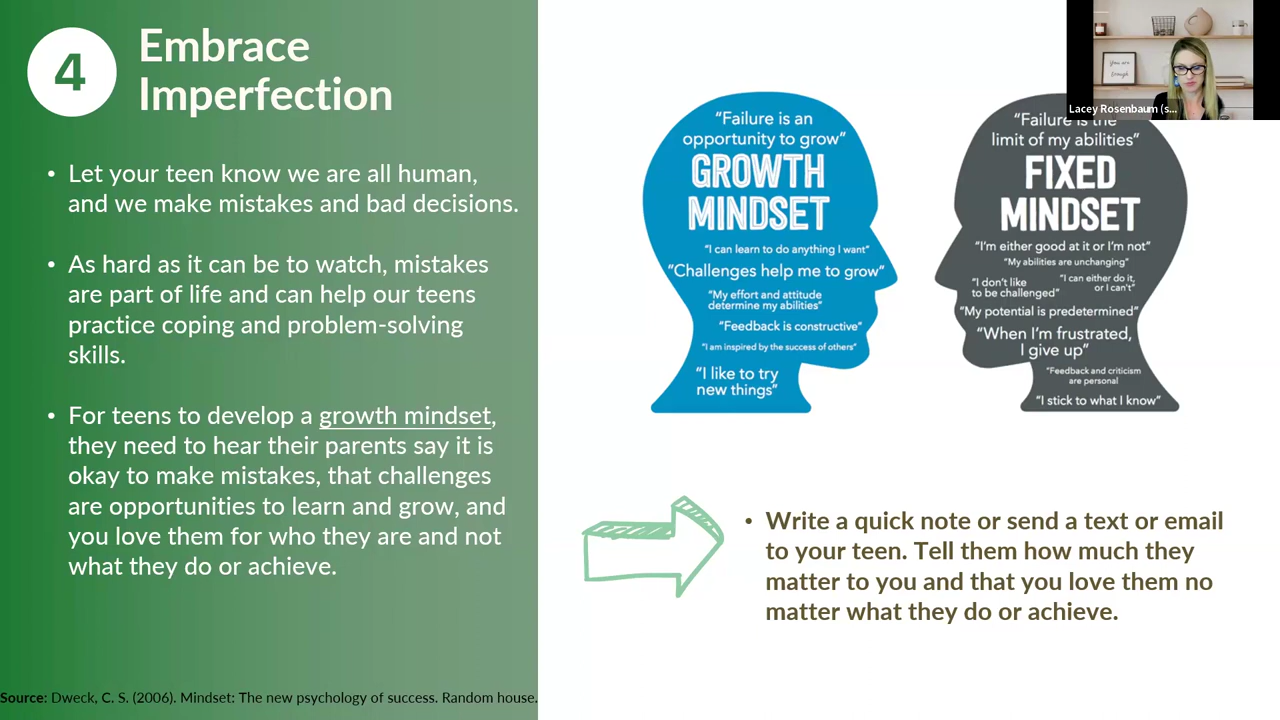 4
Embrace
Imperfection
• Let your teen know we are all human,
and we make mistakes and bad decisions.
• As hard as it can be to watch, mistakes
are part of life and can help our teens
practice coping and problem-solving
skills.
• For teens to develop a growth mindset,
they need to hear their parents say it is
okay to make mistakes, that challenges
are opportunities to learn and grow, and
you love them for who they are and not
what they do or achieve.
Source: Dweck, C. S. (2006). Mindset: The new psychology of success. Random house.
“Failure is an
opportunity to grow”
GROWTH
MINDSET
“I can learn to do anything I want”
“Challenges help me to grow”
“My effort and attitude
determine my abilities”
“Feedback is constructive”
“I am inspired by the success of others”
“I like to try
new things”
“Failure is the
limit of my abilities”
FIXED
MINDSET
“I’m either good at it or I’m not”
“My abilities are unchanging”
“I don’t like
to be challenged”
“I can either do it,
or I can’t”
“My potential is predetermined”
“When I’m frustrated,
I give up”
“Feedback and criticism
are personal
“I stick to what I know”
• Write a quick note or send a text or email
to your teen. Tell them how much they
matter to you and that you love them no
matter what they do or achieve.
You are
enough
Lacey Rosenbaum (s...